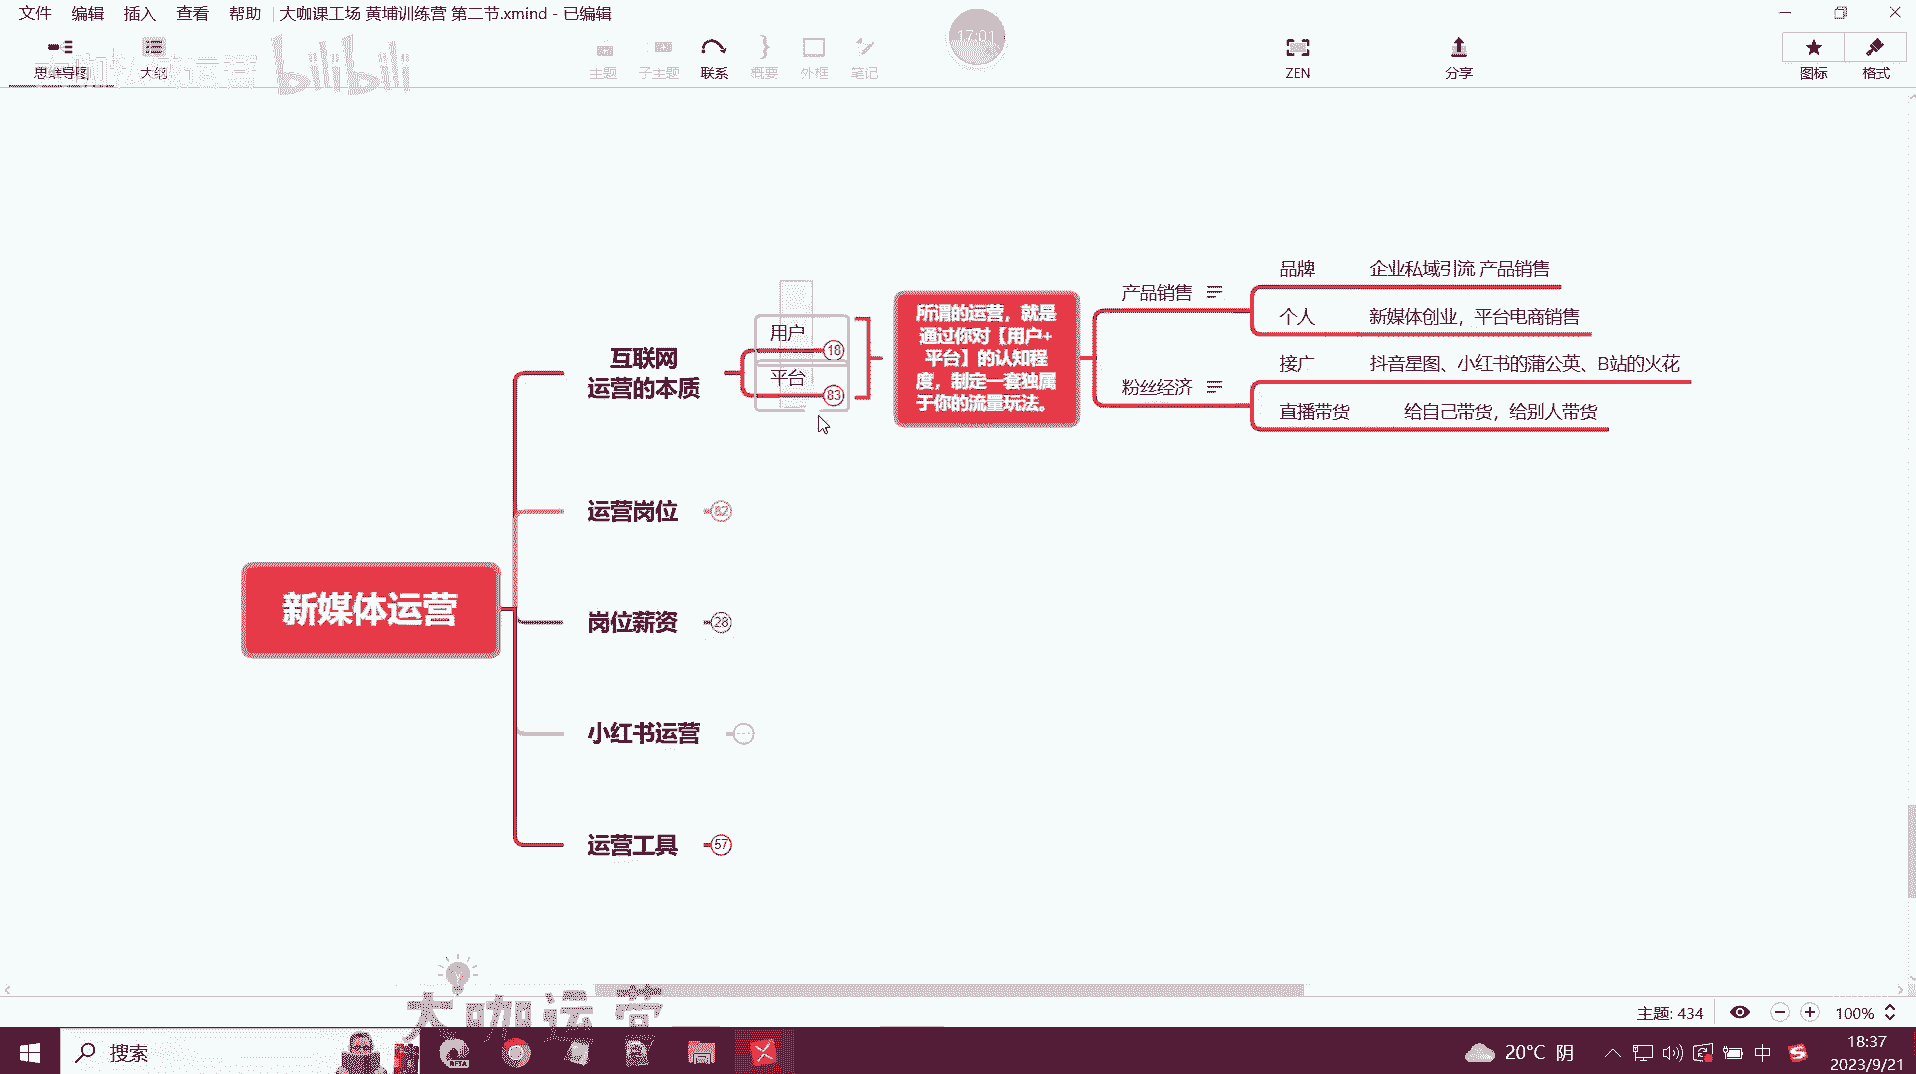 文件 编辑 插入 查看 帮助 大咖课工场 黄埔训练营 第二节.xmind - 已编辑
17:01
bilibili
思维导图 大纲 主题 子主题 联系 概要 外框 笔记 ZEN 分享 图标 格式
品牌 企业私域引流 产品销售
产品销售
个人 新媒体创业，平台电商销售
用户
18
平台
83
所谓的运营，就是
通过你对【用户+
平台】的认知程
度，制定一套独属
于你的流量玩法。
接广 抖音星图、小红书的蒲公英、B站的火花
粉丝经济
直播带货 给自己带货，给别人带货
互联网
运营的本质
运营岗位 82
新媒体运营
岗位薪资 28
小红书运营
运营工具 57
大咖运营
主题: 434 100%
搜索
BETA
20°C 阴
中
18:37
2023/9/21